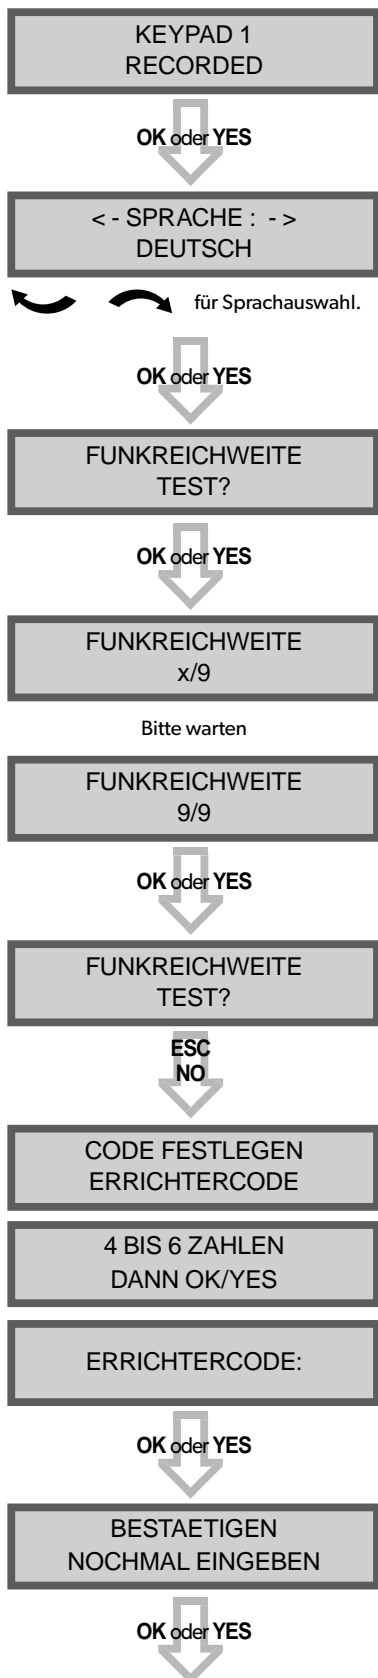 KEYPAD 1
RECORDED
OK oder YES
< - SPRACHE : - >
DEUTSCH
für Sprachauswahl.
OK oder YES
FUNKREICHWEITE
TEST?
OK oder YES
FUNKREICHWEITE
x/9
Bitte warten
FUNKREICHWEITE
9/9
OK oder YES
FUNKREICHWEITE
TEST?
ESC
NO
CODE FESTLEGEN
ERRICHTERCODE
4 BIS 6 ZAHLEN
DANN OK/YES
ERRICHTERCODE:
OK oder YES
BESTAETIGEN
NOCHMAL EINGEBEN
OK oder YES